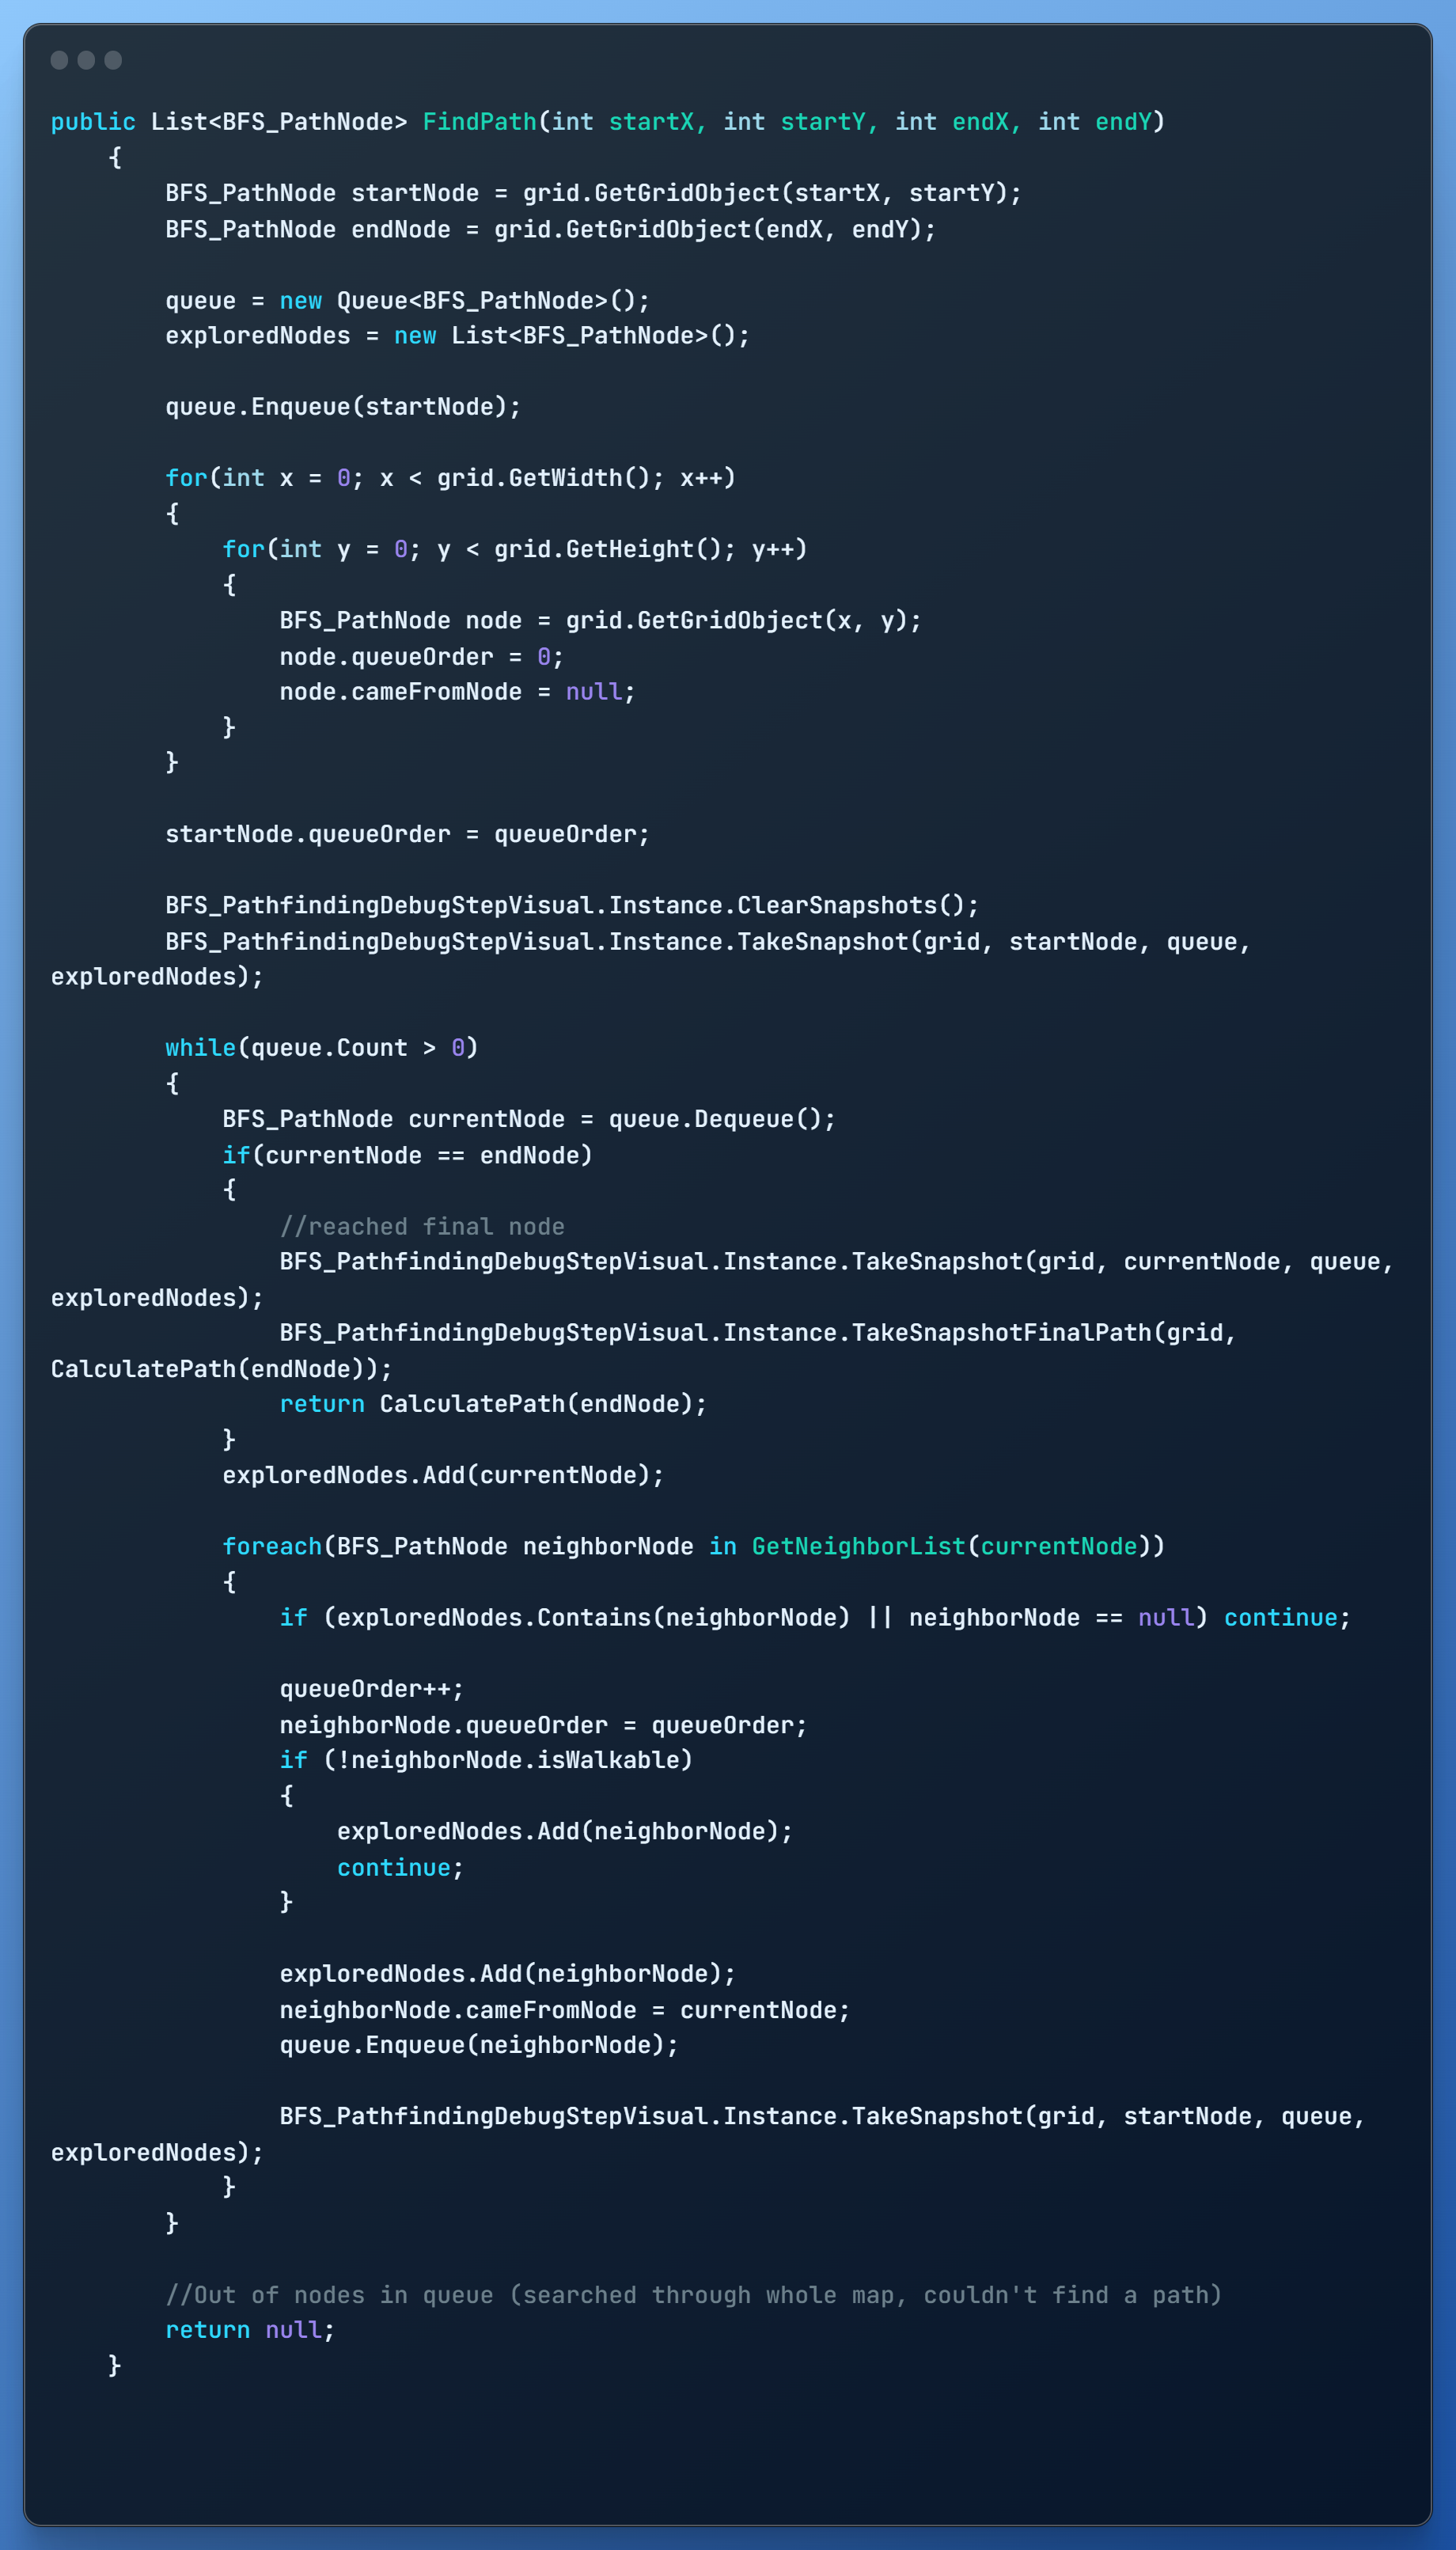 public List<BFS_PathNode> FindPath(int startX, int startY, int endX, int endY)
    {
        BFS_PathNode startNode = grid.GetGridObject(startX, startY);
        BFS_PathNode endNode = grid.GetGridObject(endX, endY);

        queue = new Queue<BFS_PathNode>();
        exploredNodes = new List<BFS_PathNode>();

        queue.Enqueue(startNode);

        for(int x = 0; x < grid.GetWidth(); x++)
        {
            for(int y = 0; y < grid.GetHeight(); y++)
            {
                BFS_PathNode node = grid.GetGridObject(x, y);
                node.queueOrder = 0;
                node.cameFromNode = null;
            }
        }

        startNode.queueOrder = queueOrder;

        BFS_PathfindingDebugStepVisual.Instance.ClearSnapshots();
        BFS_PathfindingDebugStepVisual.Instance.TakeSnapshot(grid, startNode, queue,
exploredNodes);

        while(queue.Count > 0)
        {
            BFS_PathNode currentNode = queue.Dequeue();
            if(currentNode == endNode)
            {
                //reached final node
                BFS_PathfindingDebugStepVisual.Instance.TakeSnapshot(grid, currentNode, queue,
exploredNodes);
                BFS_PathfindingDebugStepVisual.Instance.TakeSnapshotFinalPath(grid,
CalculatePath(endNode));
                return CalculatePath(endNode);
            }
            exploredNodes.Add(currentNode);

            foreach(BFS_PathNode neighborNode in GetNeighborList(currentNode))
            {
                if (exploredNodes.Contains(neighborNode) || neighborNode == null) continue;

                queueOrder++;
                neighborNode.queueOrder = queueOrder;
                if (!neighborNode.isWalkable)
                {
                    exploredNodes.Add(neighborNode);
                    continue;
                }

                exploredNodes.Add(neighborNode);
                neighborNode.cameFromNode = currentNode;
                queue.Enqueue(neighborNode);

                BFS_PathfindingDebugStepVisual.Instance.TakeSnapshot(grid, startNode, queue,
exploredNodes);
            }
        }

        //Out of nodes in queue (searched through whole map, couldn't find a path)
        return null;
    }